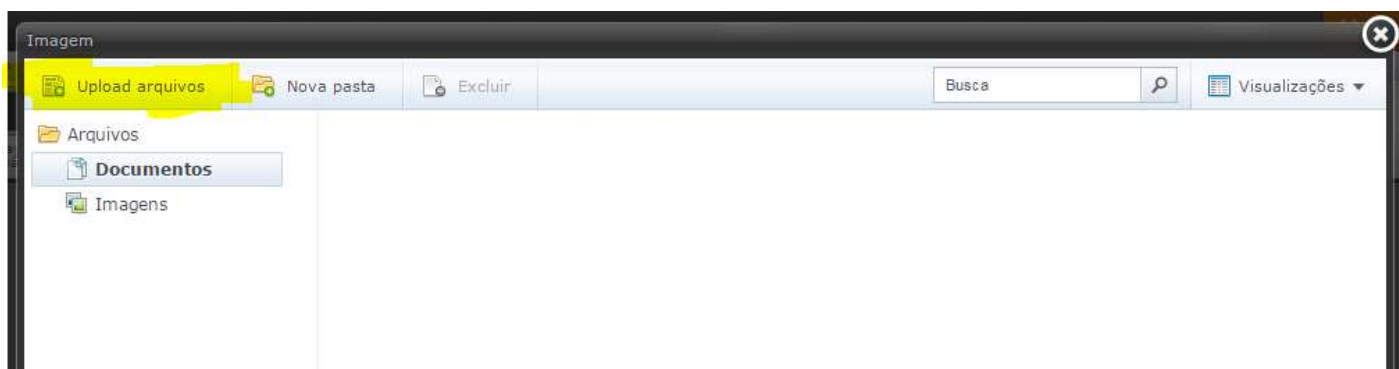 Imagem
Upload arquivos Nova pasta Excluir Busca Visualizações
Arquivos
Documentos
Imagens